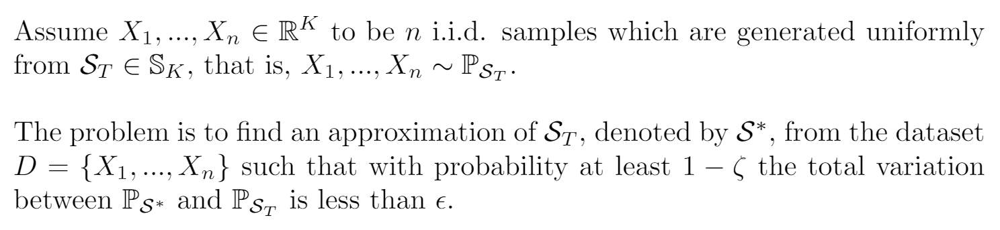 Assume $X_1, ..., X_n \in \mathbb{R}^K$ to be $n$ i.i.d. samples which are generated uniformly
from $\mathcal{S}_T \in \mathbb{S}_K$, that is, $X_1, ..., X_n \sim \mathbb{P}_{\mathcal{S}_T}$.
The problem is to find an approximation of $\mathcal{S}_T$, denoted by $\mathcal{S}^*$, from the dataset
$D = \{X_1, ..., X_n\}$ such that with probability at least $1 - \zeta$ the total variation
between $\mathbb{P}_{\mathcal{S}^*}$ and $\mathbb{P}_{\mathcal{S}_T}$ is less than $\epsilon$.